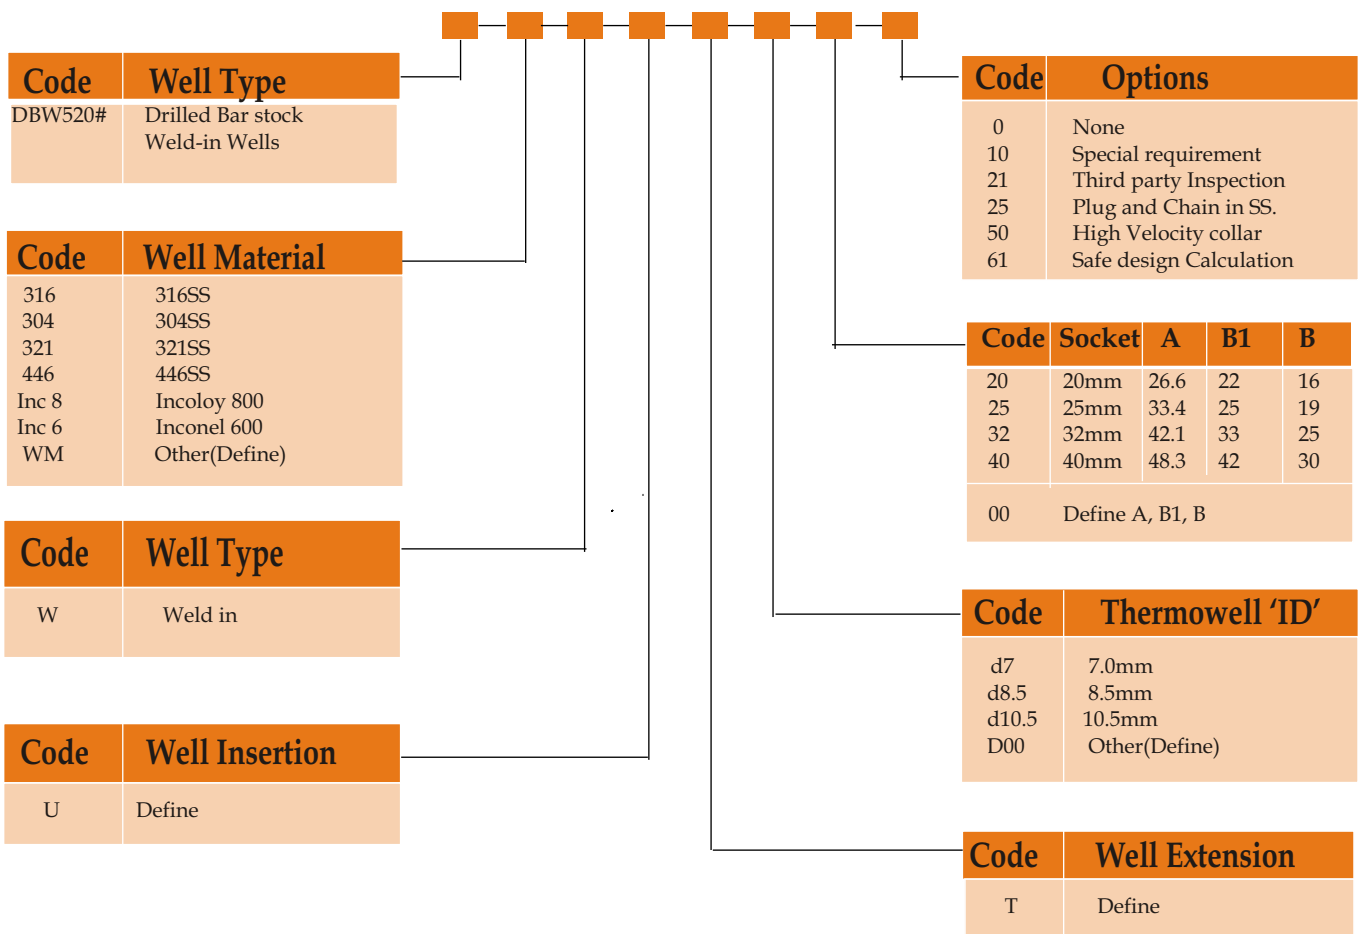 Code Well Type
DBW520# Drilled Bar stock
Weld-in Wells
Code Well Material
316 316SS
304 304SS
321 321SS
446 446SS
Inc 8 Incoloy 800
Inc 6 Inconel 600
WM Other(Define)
Code Well Type
W Weld in
Code Well Insertion
U Define
Code Options
0 None
10 Special requirement
21 Third party Inspection
25 Plug and Chain in SS.
50 High Velocity collar
61 Safe design Calculation
Code Socket A B1 B
20 20mm 26.6 22 16
25 25mm 33.4 25 19
32 32mm 42.1 33 25
40 40mm 48.3 42 30
00 Define A, B1, B
Code Thermowell ‘ID’
d7 7.0mm
d8.5 8.5mm
d10.5 10.5mm
D00 Other(Define)
Code Well Extension
T Define